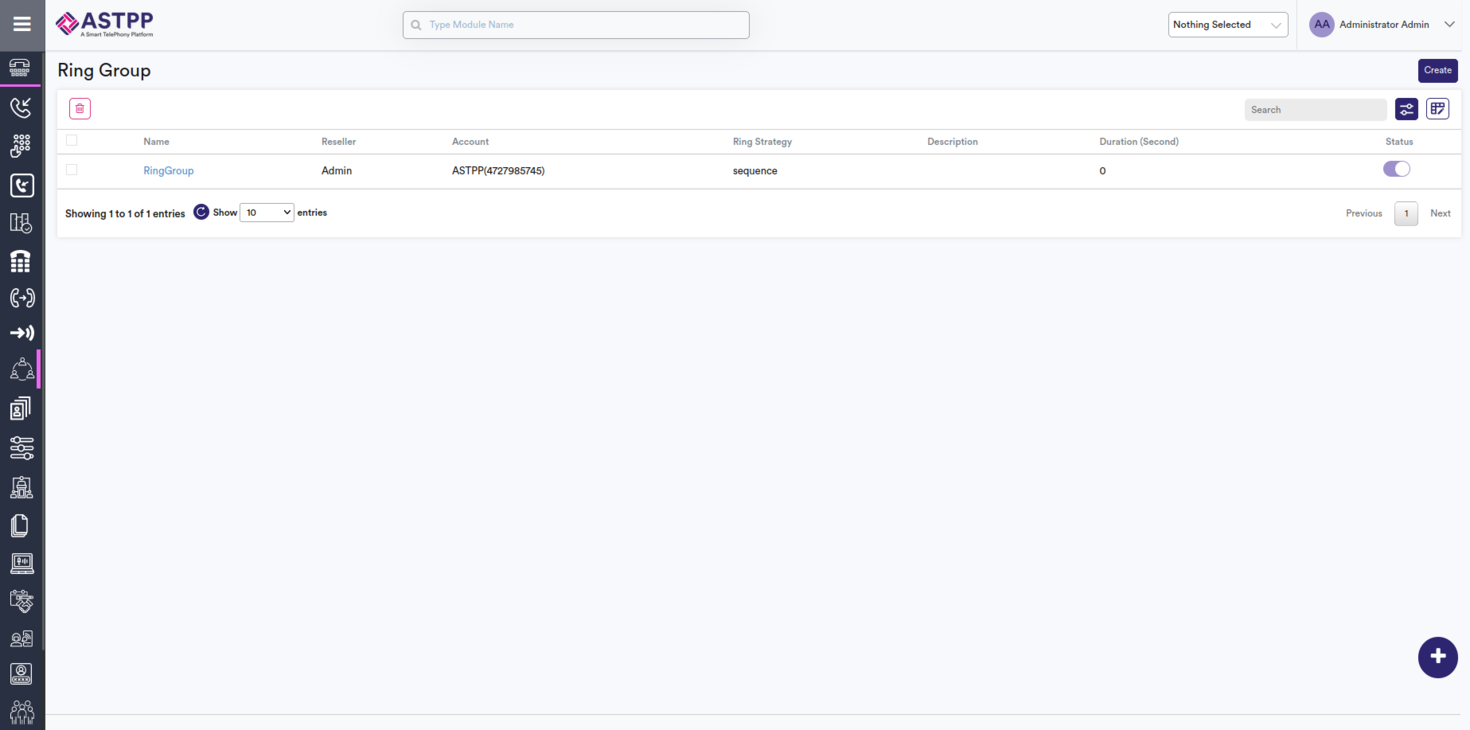 ASTPP
A Smart TelePhony Platform
Type Module Name
Nothing Selected
AA
Administrator Admin
Ring Group
Create
Search
Name Reseller Account Ring Strategy Description Duration (Second) Status
RingGroup Admin ASTPP(4727985745) sequence 0
Showing 1 to 1 of 1 entries Show 10 entries
Previous 1 Next